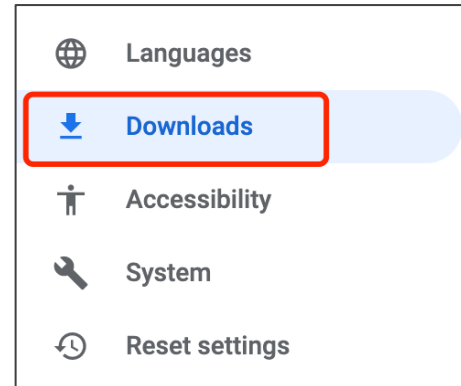 Languages
Downloads
Accessibility
System
Reset settings